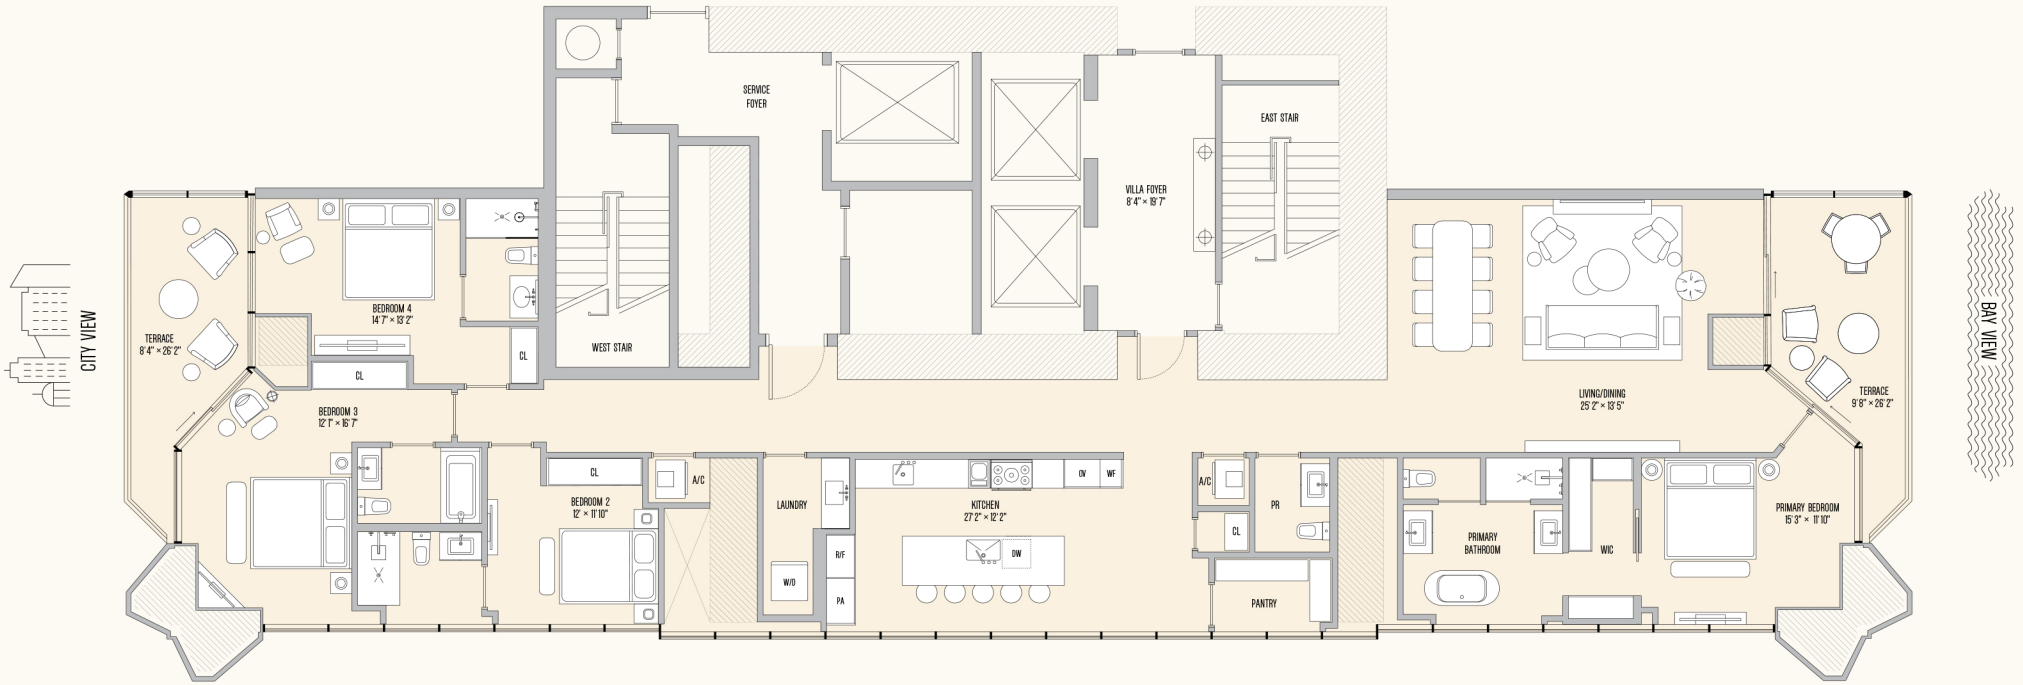 SERVICE
FOYER
EAST STAIR
VILLA FOYER
8' 4" × 19' 7"
CITY VIEW
BAY VIEW
TERRACE
8' 4" × 26' 2"
BEDROOM 4
14' 7" × 13' 2"
WEST STAIR
CL
CL
BEDROOM 3
12' 1" × 16' 7"
LIVING/DINING
25' 2" × 13' 5"
TERRACE
9' 8" × 26' 2"
CL
BEDROOM 2
12' × 11' 10"
A/C
LAUNDRY
W/D
R/F
PA
KITCHEN
27' 2" × 12' 2"
OV
WF
DW
A/C
CL
PR
PANTRY
PRIMARY
BATHROOM
WIC
PRIMARY BEDROOM
15' 3" × 11' 10"